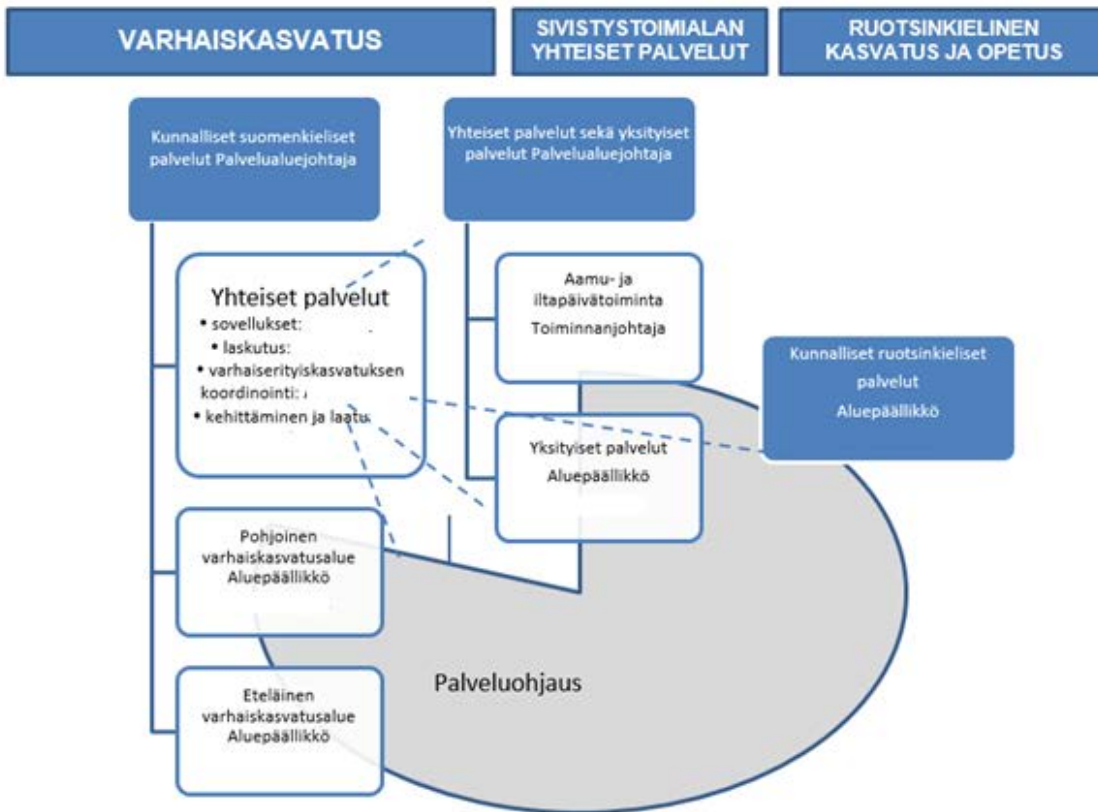 VARHAISKASVATUS
SIVISTYSTOIMIALAN
YHTEISET PALVELUT
RUOTSINKIELINEN
KASVATUS JA OPETUS
Kunnalliset suomenkieliset
palvelut Palvelualuejohtaja
Yhteiset palvelut sekä yksityiset
palvelut Palvelualuejohtaja
Yhteiset palvelut
• sovellukset:
• laskutus:
• varhaiserityiskasvatuksen
koordinointi:
• kehittäminen ja laatu
Aamu- ja
iltapäivätoiminta
Toiminnanjohtaja
Kunnalliset ruotsinkieliset
palvelut
Aluepäällikkö
Yksityiset palvelut
Aluepäällikkö
Pohjoinen
varhaiskasvatusalue
Aluepäällikkö
Palveluohjaus
Eteläinen
varhaiskasvatusalue
Aluepäällikkö